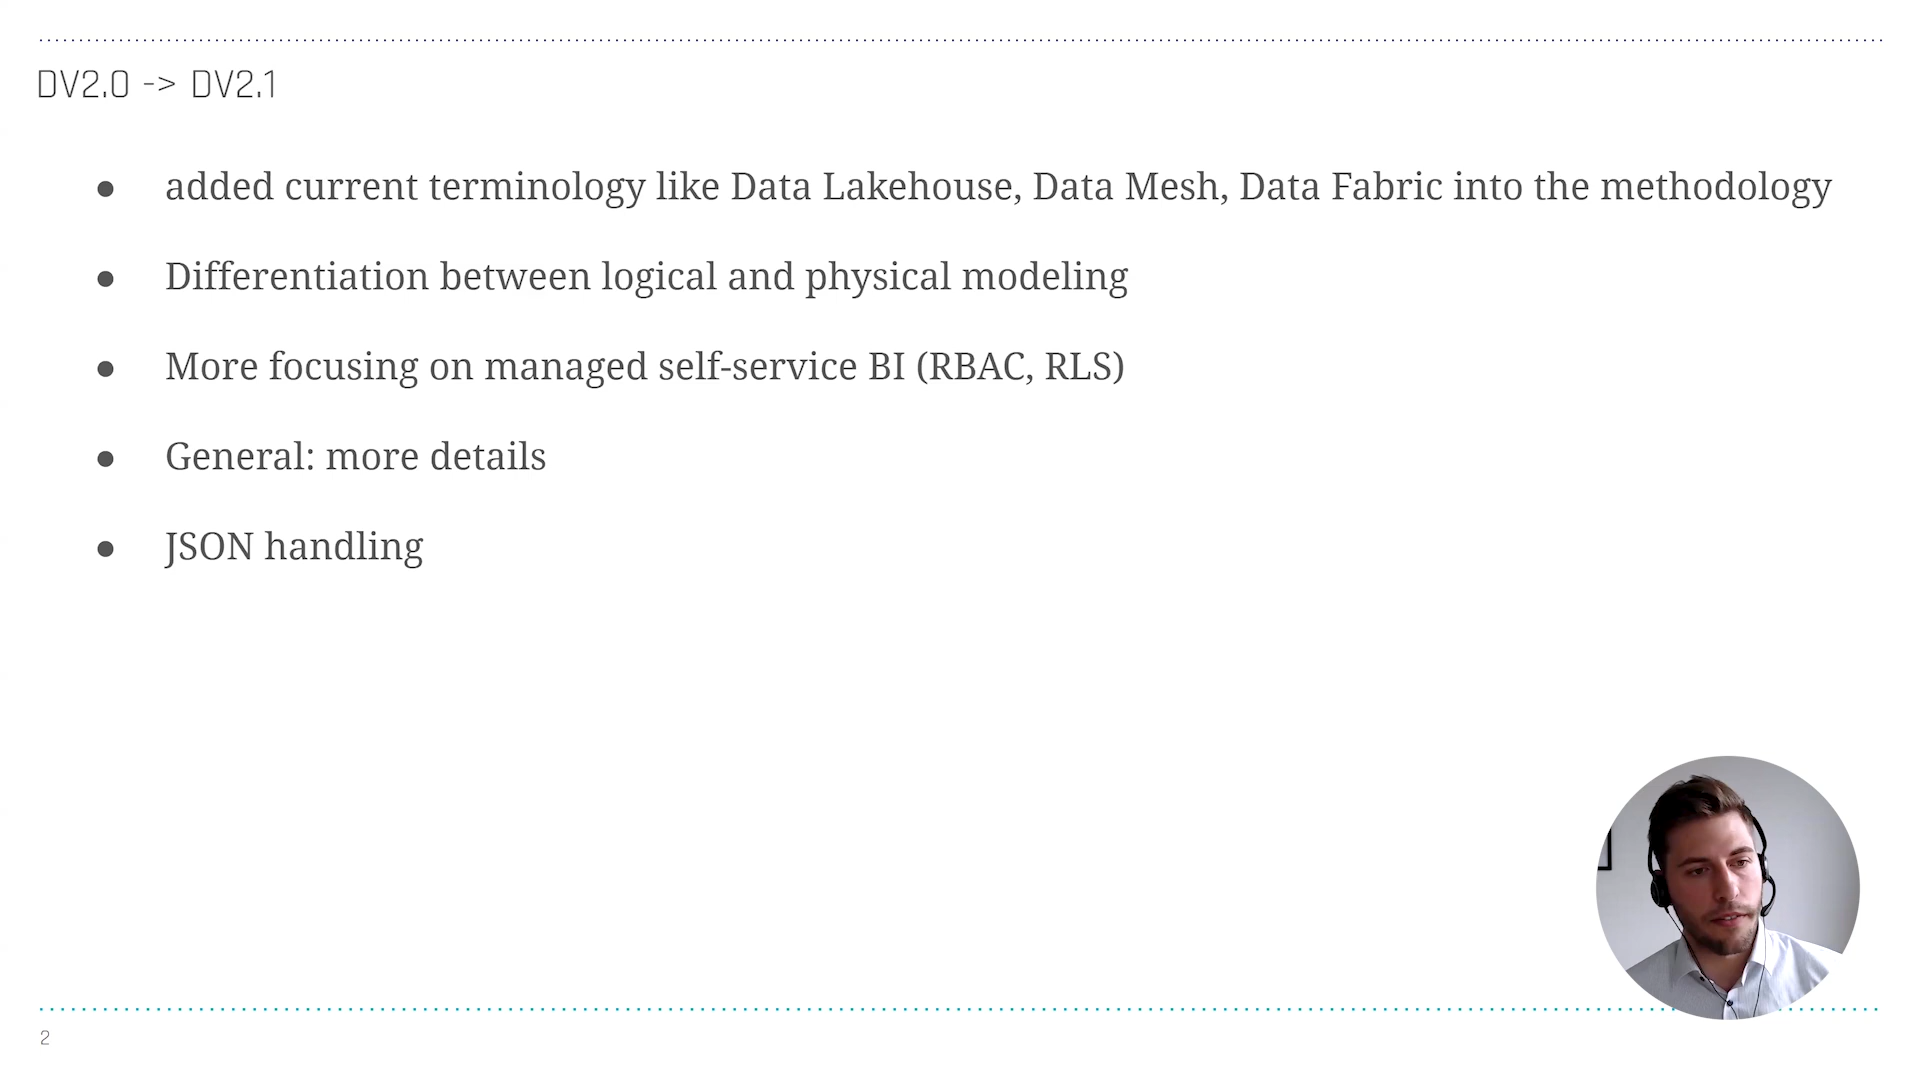 DV2.0 -> DV2.1
● added current terminology like Data Lakehouse, Data Mesh, Data Fabric into the methodology
● Differentiation between logical and physical modeling
● More focusing on managed self-service BI (RBAC, RLS)
● General: more details
● JSON handling
2